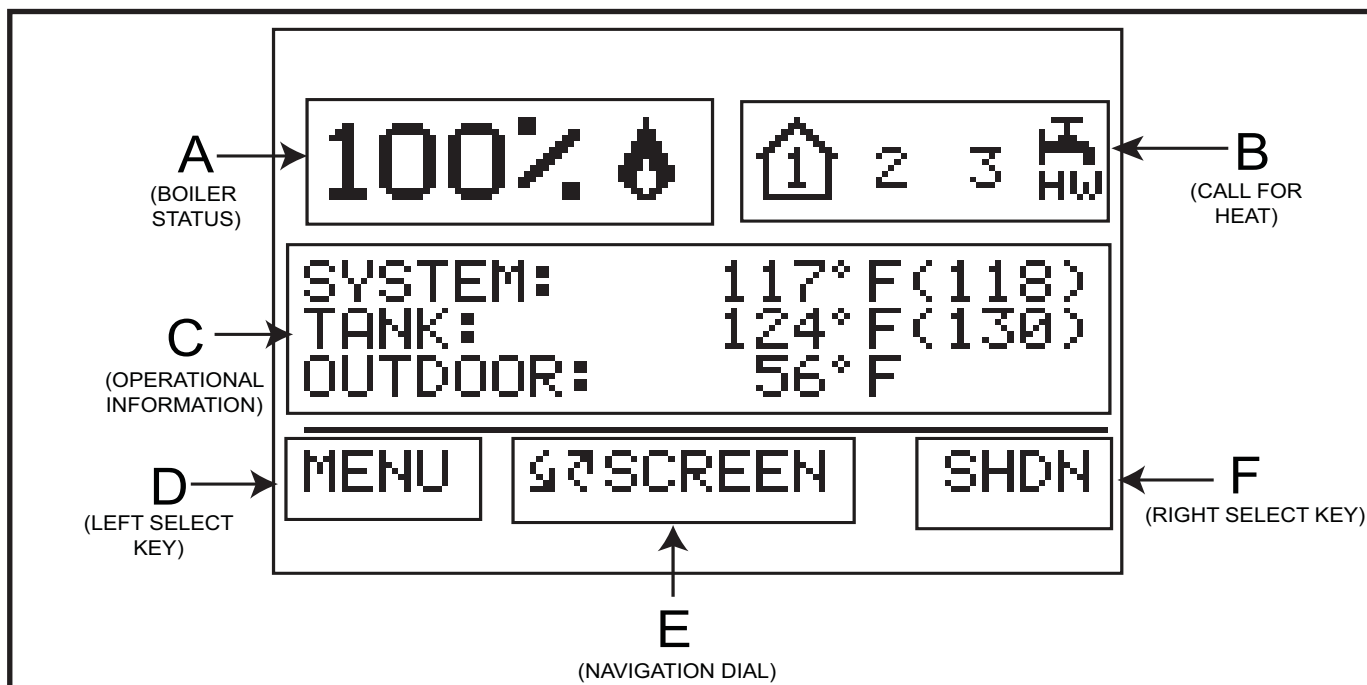 100%
1 2 3 HW
A
(BOILER
STATUS)
B
(CALL FOR
HEAT)
SYSTEM: 117°F(118)
TANK: 124°F(130)
OUTDOOR: 56°F
C
(OPERATIONAL
INFORMATION)
MENU SCREEN SHDN
D
(LEFT SELECT
KEY)
F
(RIGHT SELECT KEY)
E
(NAVIGATION DIAL)